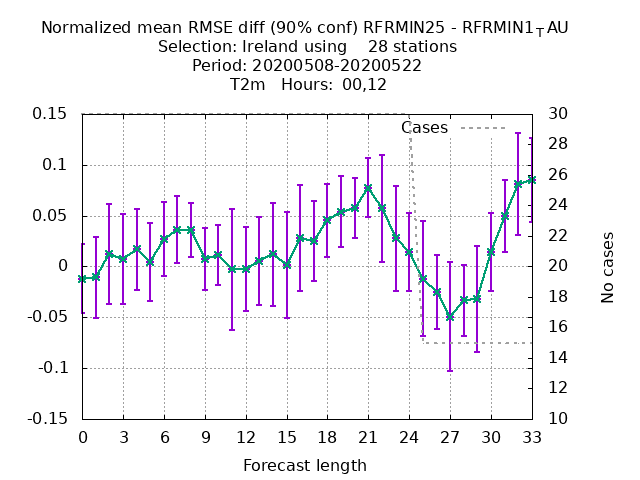 Normalized mean RMSE diff (90% conf) RFRMIN25 - RFRMIN1_TAU
Selection: Ireland using    28 stations
Period: 20200508-20200522
T2m   Hours: 00,12
Cases
0.15
0.1
0.05
0
-0.05
-0.1
-0.15
30
28
26
24
22
20
18
16
14
12
10
No cases
0 3 6 9 12 15 18 21 24 27 30 33
Forecast length